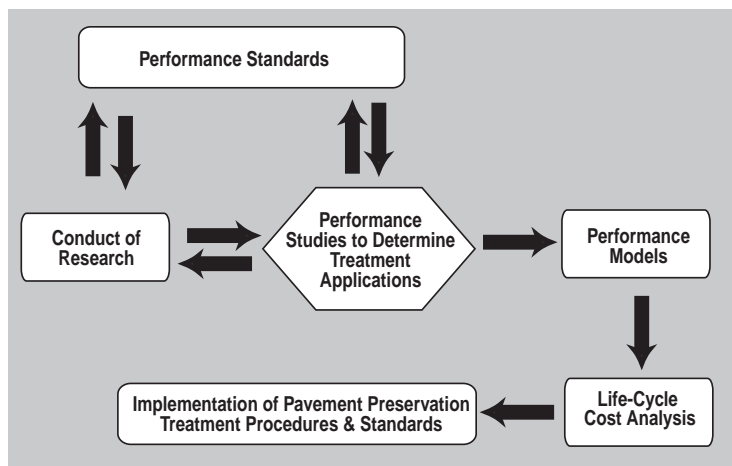 Performance Standards
Conduct of
Research
Performance
Studies to Determine
Treatment
Applications
Performance
Models
Life-Cycle
Cost Analysis
Implementation of Pavement Preservation
Treatment Procedures & Standards